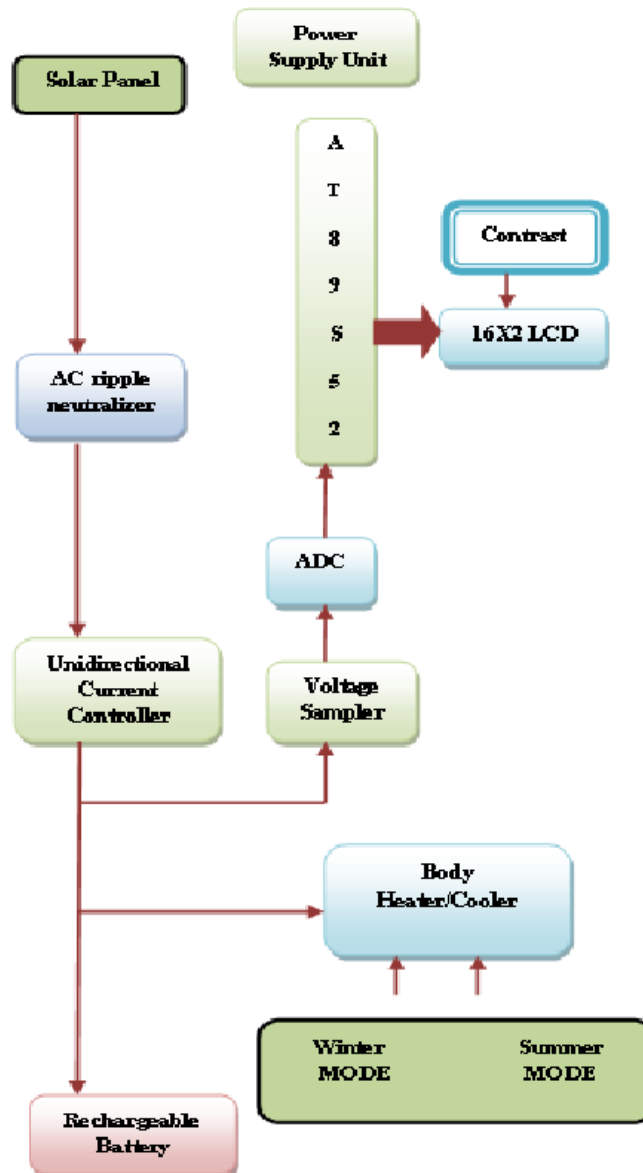 Power
Supply Unit
Solar Panel
A
T
8
9
S
5
2
Contrast
16X2 LCD
AC ripple
neutralizer
ADC
Unidirectional
Current
Controller
Voltage
Sampler
Body
Heater/Cooler
Winter
MODE
Summer
MODE
Rechargeable
Battery